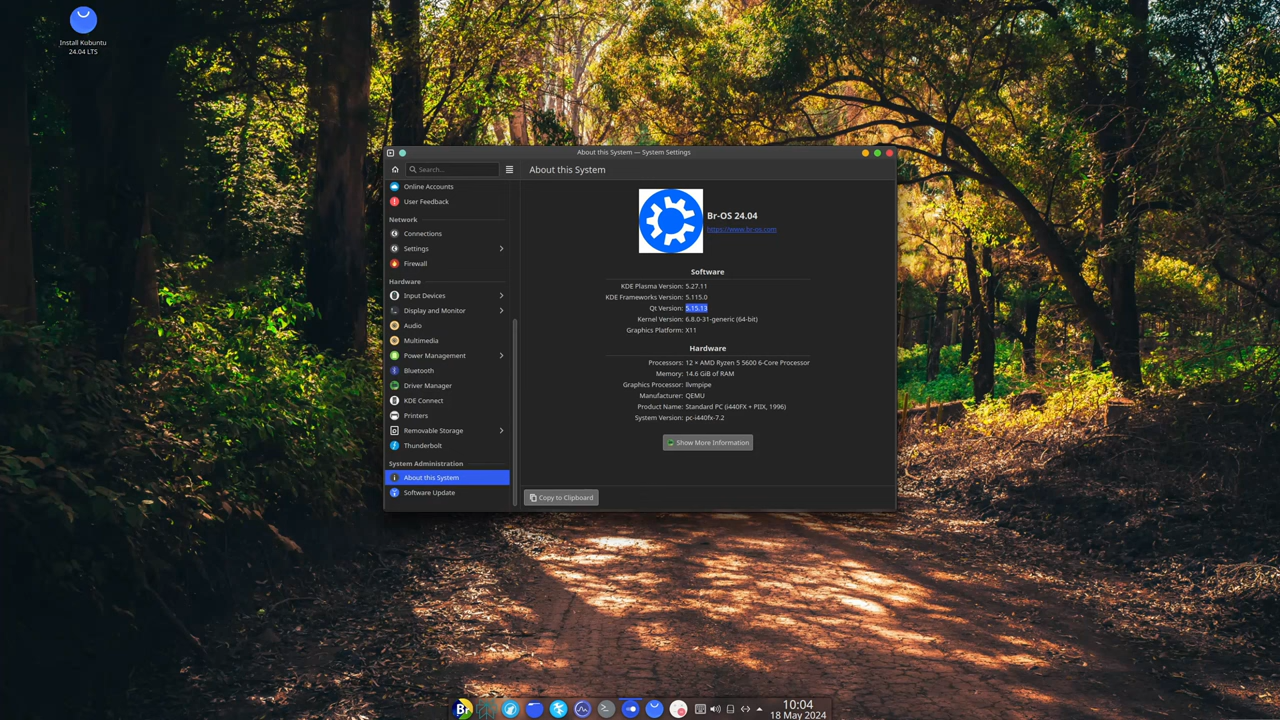 Install Kubuntu
24.04 LTS
About this System — System Settings
Search...
About this System
Online Accounts
User Feedback
Network
Connections
Settings
Firewall
Hardware
Input Devices
Display and Monitor
Audio
Multimedia
Power Management
Bluetooth
Driver Manager
KDE Connect
Printers
Removable Storage
Thunderbolt
System Administration
About this System
Software Update
Br-OS 24.04
https://www.br-os.com
Software
KDE Plasma Version: 5.27.11
KDE Frameworks Version: 5.115.0
Qt Version: 5.15.13
Kernel Version: 6.8.0-31-generic (64-bit)
Graphics Platform: X11
Hardware
Processors: 12 × AMD Ryzen 5 5600 6-Core Processor
Memory: 14.6 GiB of RAM
Graphics Processor: llvmpipe
Manufacturer: QEMU
Product Name: Standard PC (i440FX + PIIX, 1996)
System Version: pc-i440fx-7.2
Show More Information
Copy to Clipboard
Br
10:04
18 May 2024